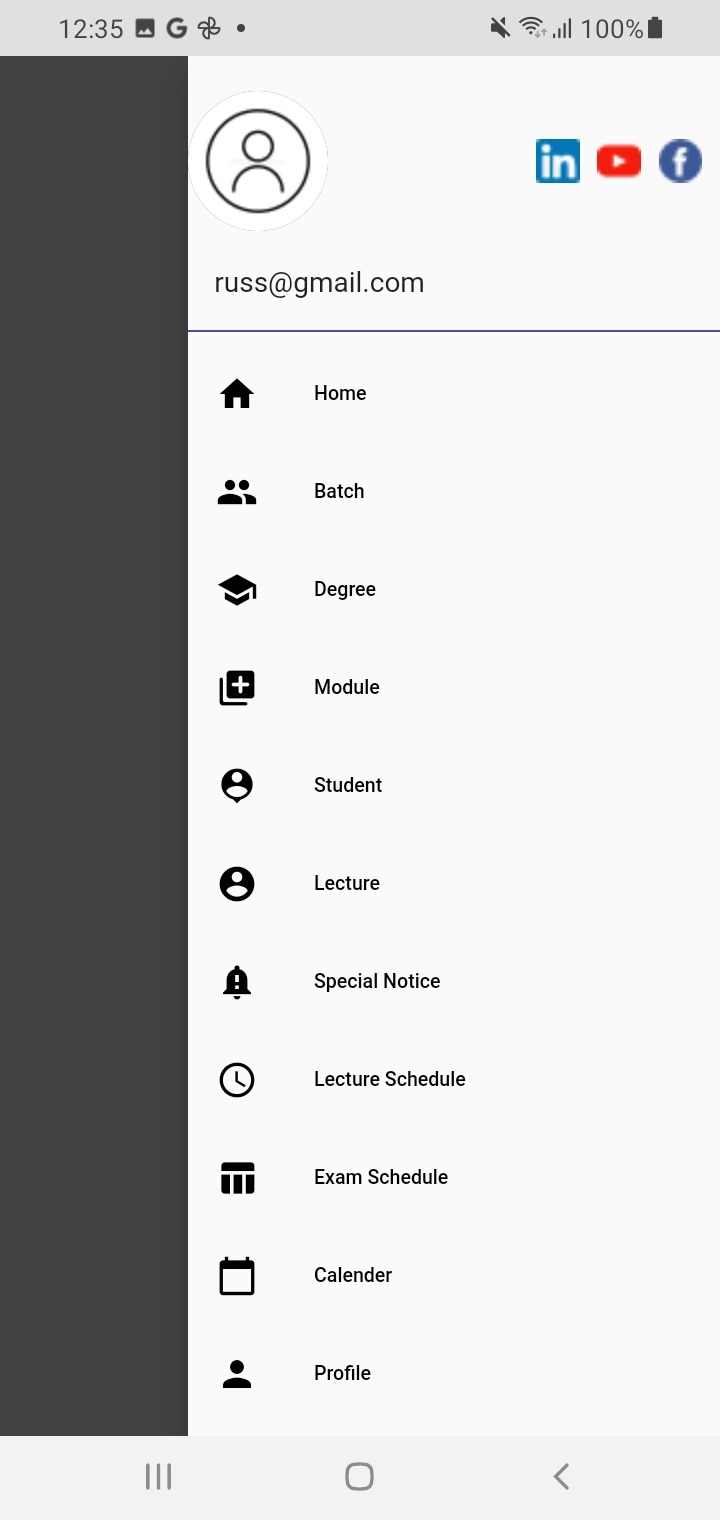 12:35
100%
in
f
russ@gmail.com
Home
Batch
Degree
Module
Student
Lecture
Special Notice
Lecture Schedule
Exam Schedule
Calender
Profile